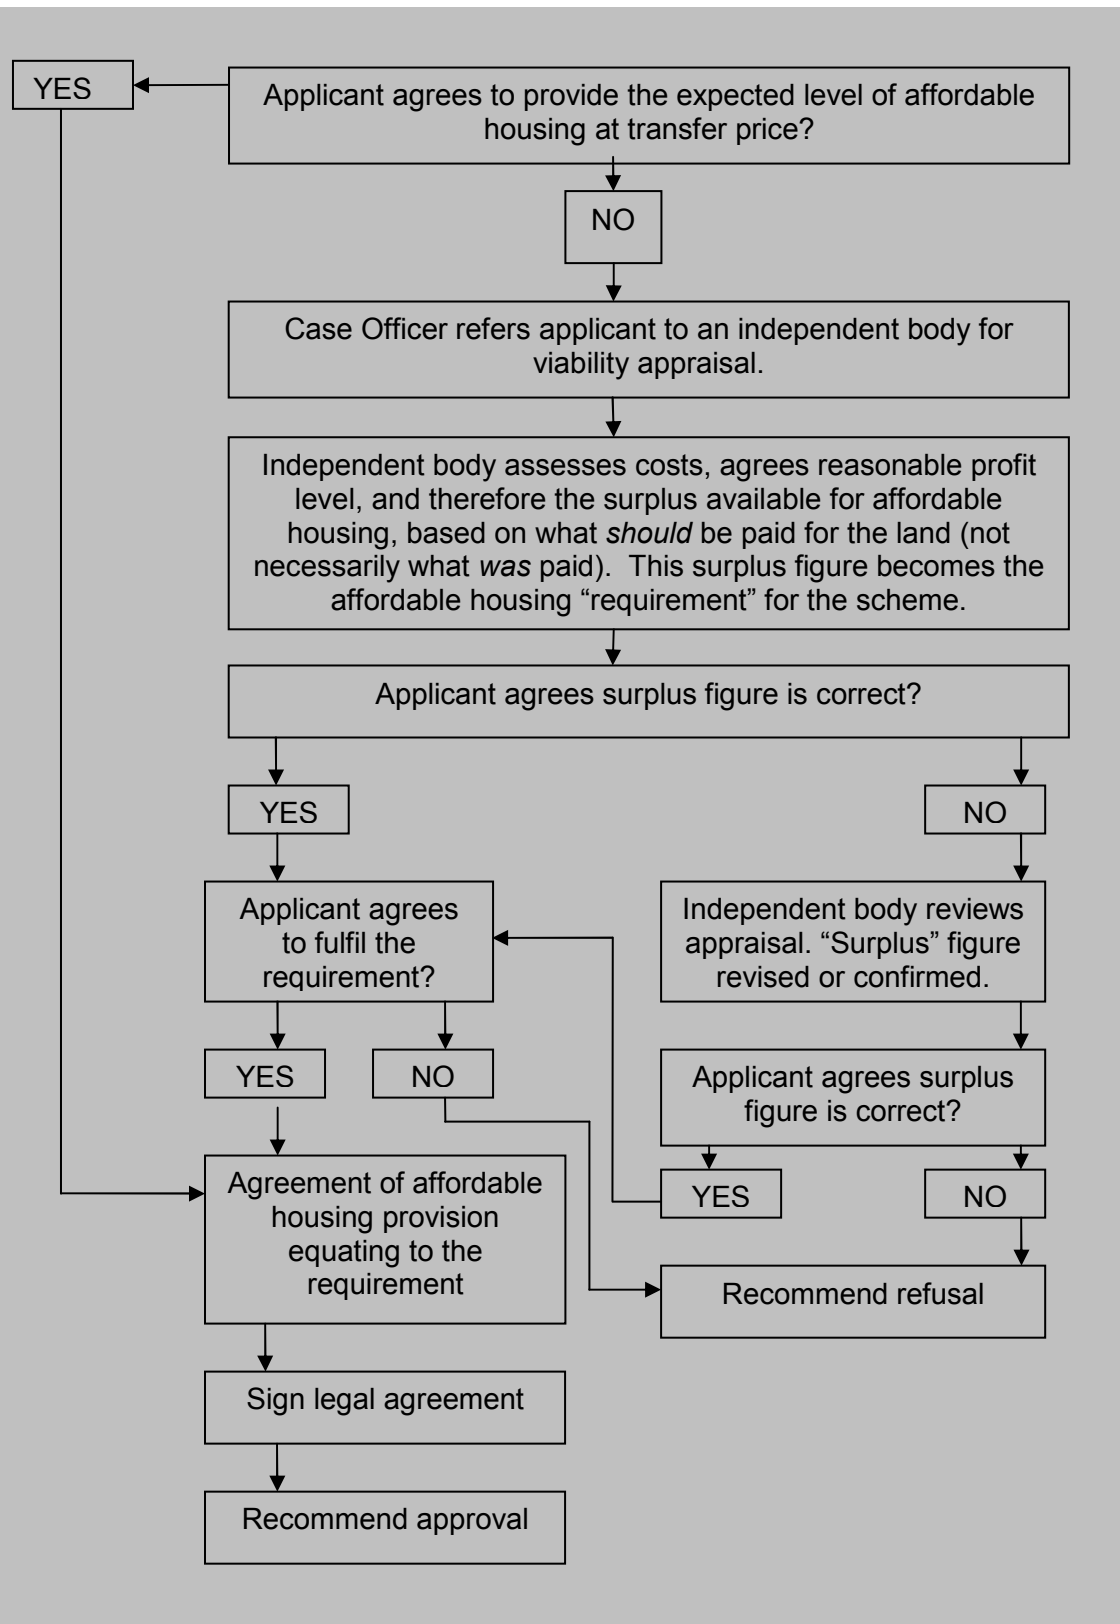 YES
Applicant agrees to provide the expected level of affordable
housing at transfer price?
NO
Case Officer refers applicant to an independent body for
viability appraisal.
Independent body assesses costs, agrees reasonable profit
level, and therefore the surplus available for affordable
housing, based on what should be paid for the land (not
necessarily what was paid).  This surplus figure becomes the
affordable housing “requirement” for the scheme.
Applicant agrees surplus figure is correct?
YES
NO
Applicant agrees
to fulfil the
requirement?
Independent body reviews
appraisal. “Surplus” figure
revised or confirmed.
YES
NO
Applicant agrees surplus
figure is correct?
YES
NO
Agreement of affordable
housing provision
equating to the
requirement
Recommend refusal
Sign legal agreement
Recommend approval